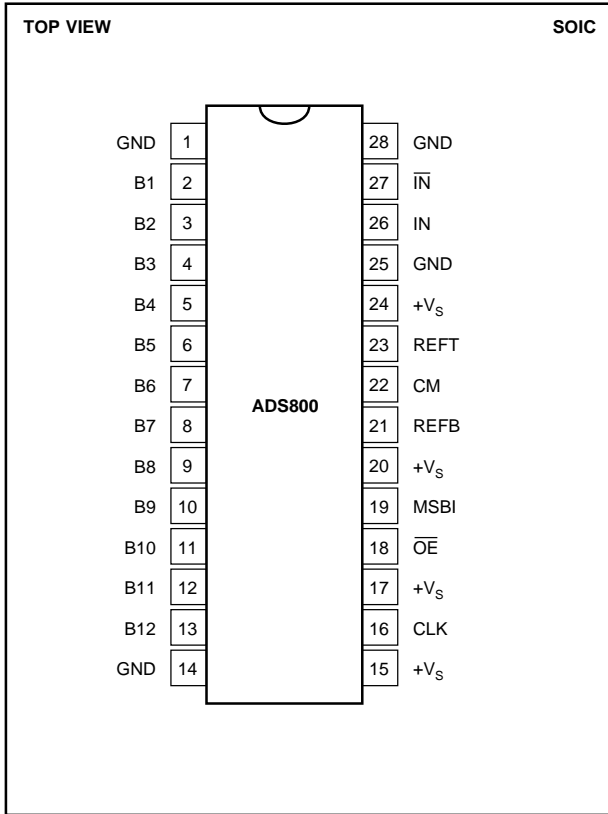 TOP VIEW SOIC
GND 1 28 GND
B1 2 27 I̅N̅
B2 3 26 IN
B3 4 25 GND
B4 5 24 +VS
B5 6 23 REFT
B6 7 22 CM
ADS800
B7 8 21 REFB
B8 9 20 +VS
B9 10 19 MSBI
B10 11 18 O̅E̅
B11 12 17 +VS
B12 13 16 CLK
GND 14 15 +VS